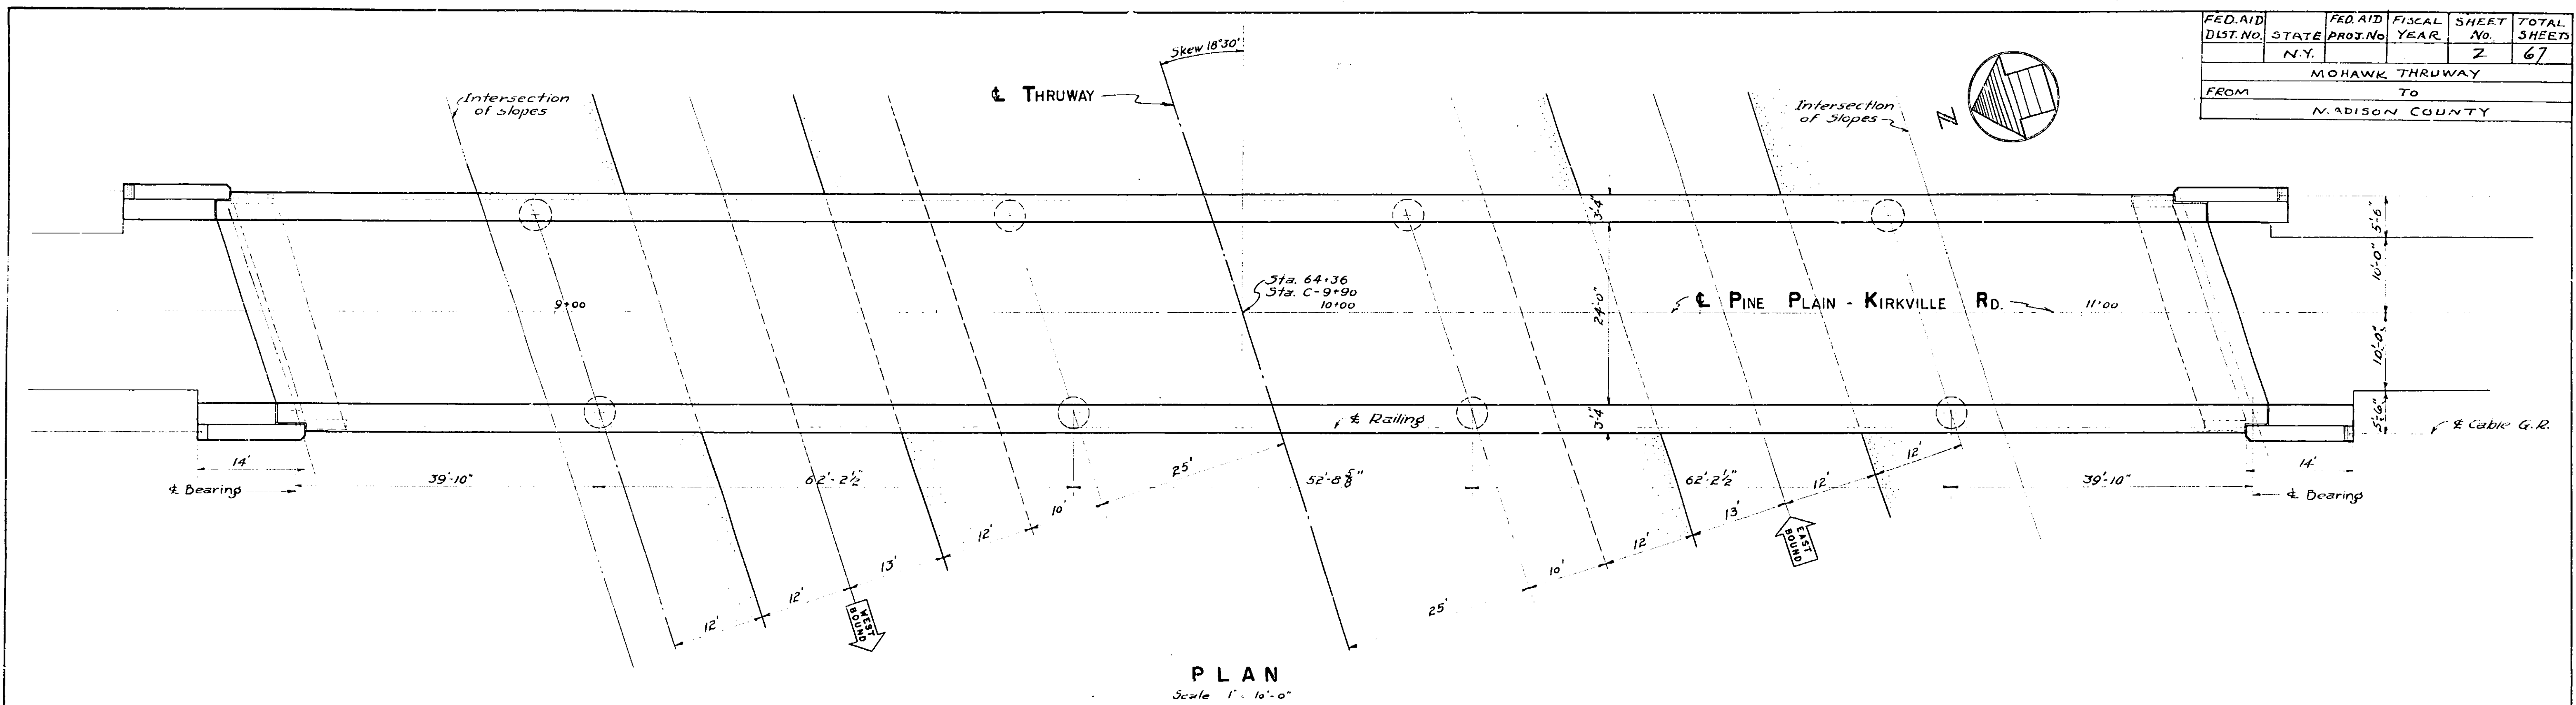 FED. AID DIST. NO. STATE FED. AID PROJ. No FISCAL YEAR SHEET No. TOTAL SHEETS
N.Y. 2 67
MOHAWK THRUWAY
FROM TO
MADISON COUNTY
Skew 18°30'
℄ THRUWAY
Intersection
of slopes
Intersection
of Slopes
N
3'-4"
5'-6"
10'-0"
Sta. 64+36
Sta. C-9+90
9+00
10+00
24'-0"
℄ PINE PLAIN - KIRKVILLE RD.
11+00
10'-0"
℄ Railing
3'-4"
5'-6"
℄ Cable G.R.
14'
℄ Bearing
39'-10"
62'-2½"
25'
52'-8⅝"
62'-2½"
12'
39'-10"
14'
℄ Bearing
10'
12'
13'
12'
12'
WEST
BOUND
12'
13'
12'
10'
25'
EAST
BOUND
PLAN
Scale 1" = 10'-0"